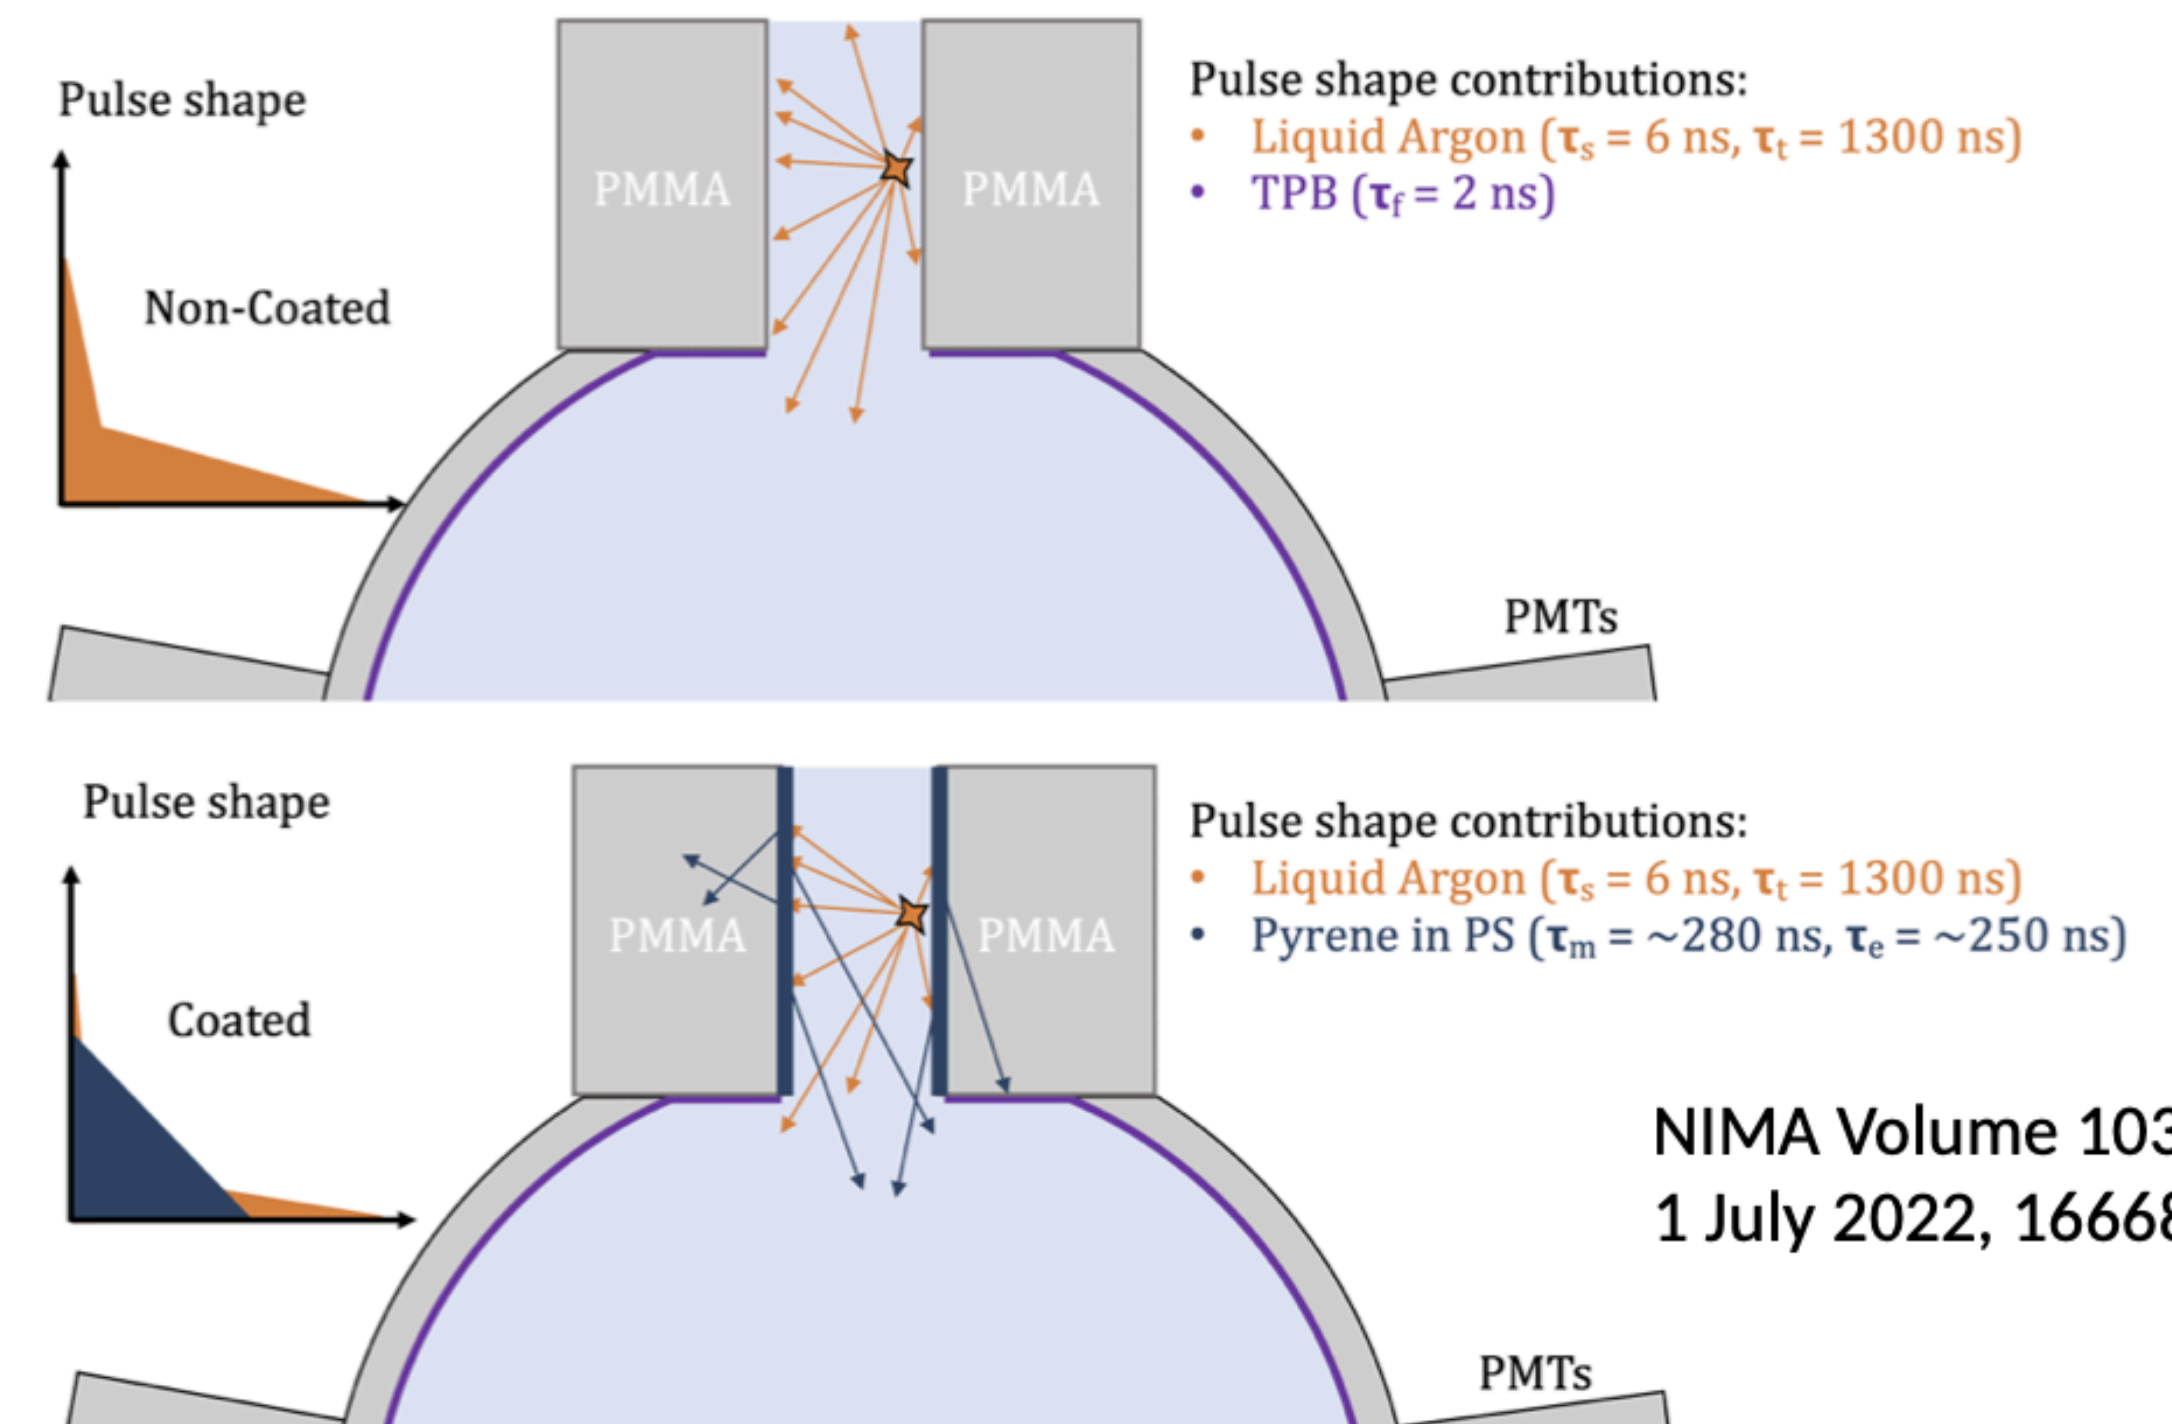 Pulse shape
Non-Coated
PMMA
PMMA
Pulse shape contributions:
• Liquid Argon (τs = 6 ns, τt = 1300 ns)
• TPB (τf = 2 ns)
PMTs
Pulse shape
Coated
PMMA
PMMA
Pulse shape contributions:
• Liquid Argon (τs = 6 ns, τt = 1300 ns)
• Pyrene in PS (τm = ~280 ns, τe = ~250 ns)
NIMA Volume 103
1 July 2022, 1666
PMTs